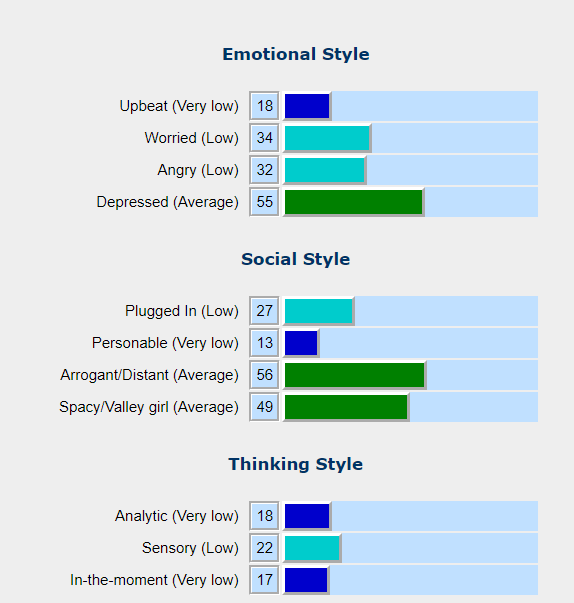 Emotional Style
Upbeat (Very low) 18
Worried (Low) 34
Angry (Low) 32
Depressed (Average) 55
Social Style
Plugged In (Low) 27
Personable (Very low) 13
Arrogant/Distant (Average) 56
Spacy/Valley girl (Average) 49
Thinking Style
Analytic (Very low) 18
Sensory (Low) 22
In-the-moment (Very low) 17